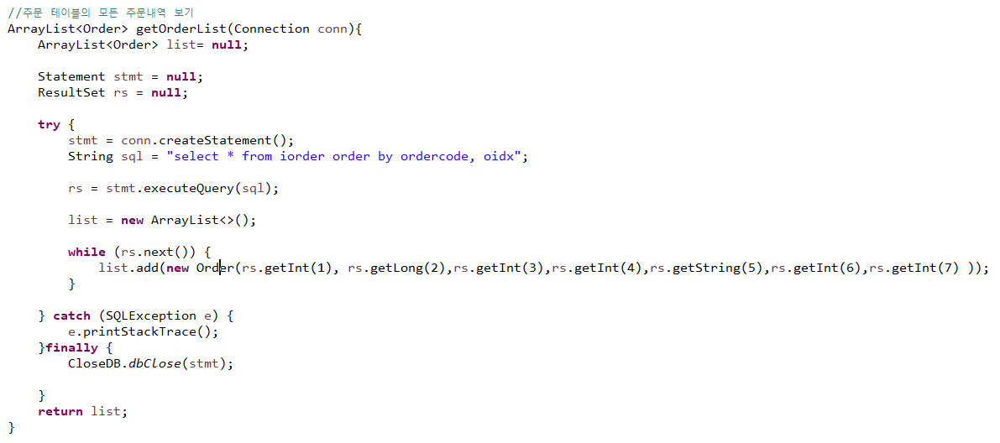 //주문 테이블의 모든 주문내역 보기
ArrayList<Order> getOrderList(Connection conn){
    ArrayList<Order> list= null;
    Statement stmt = null;
    ResultSet rs = null;
    try {
        stmt = conn.createStatement();
        String sql = "select * from iorder order by ordercode, oidx";
        rs = stmt.executeQuery(sql);
        list = new ArrayList<>();
        while (rs.next()) {
            list.add(new Order(rs.getInt(1), rs.getLong(2),rs.getInt(3),rs.getInt(4),rs.getString(5),rs.getInt(6),rs.getInt(7) ));
        }
    } catch (SQLException e) {
        e.printStackTrace();
    }finally {
        CloseDB.dbClose(stmt);
    }
    return list;
}